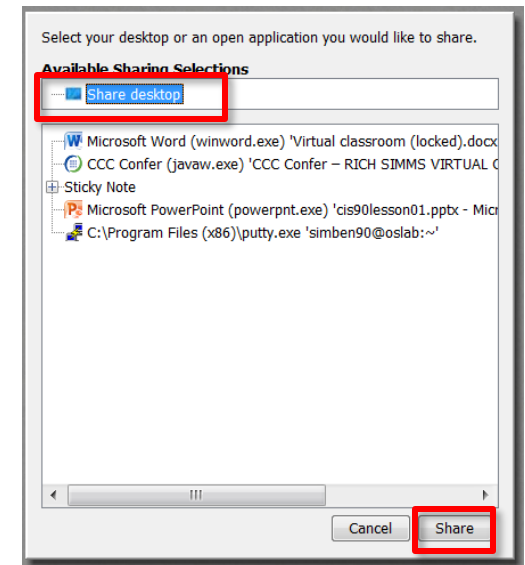 Select your desktop or an open application you would like to share.
Available Sharing Selections
Share desktop
Microsoft Word (winword.exe) 'Virtual classroom (locked).docx
CCC Confer (javaw.exe) 'CCC Confer – RICH SIMMS VIRTUAL
Sticky Note
Microsoft PowerPoint (powerpnt.exe) 'cis90lesson01.pptx - Micr
C:\Program Files (x86)\putty.exe 'simben90@oslab:~'
Cancel Share